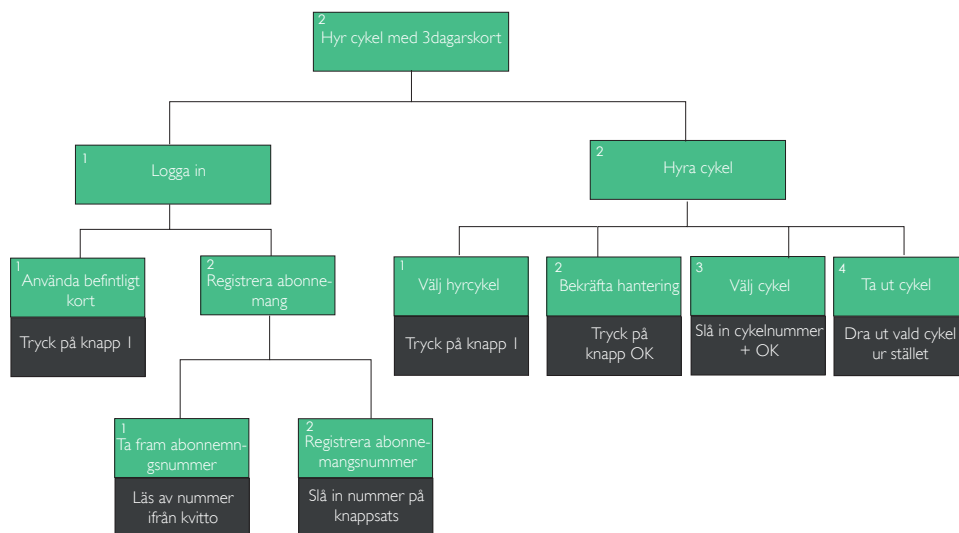 2
Hyr cykel med 3dagarskort
1
Logga in
2
Hyra cykel
1
Använda befintligt
kort
Tryck på knapp 1
2
Registrera abonne-
mang
1
Välj hyrcykel
Tryck på knapp 1
2
Bekräfta hantering
Tryck på
knapp OK
3
Välj cykel
Slå in cykelnummer
+ OK
4
Ta ut cykel
Dra ut vald cykel
ur stället
1
Ta fram abonnemn-
gsnummer
Läs av nummer
ifrån kvitto
2
Registrera abonne-
mangsnummer
Slå in nummer på
knappsats